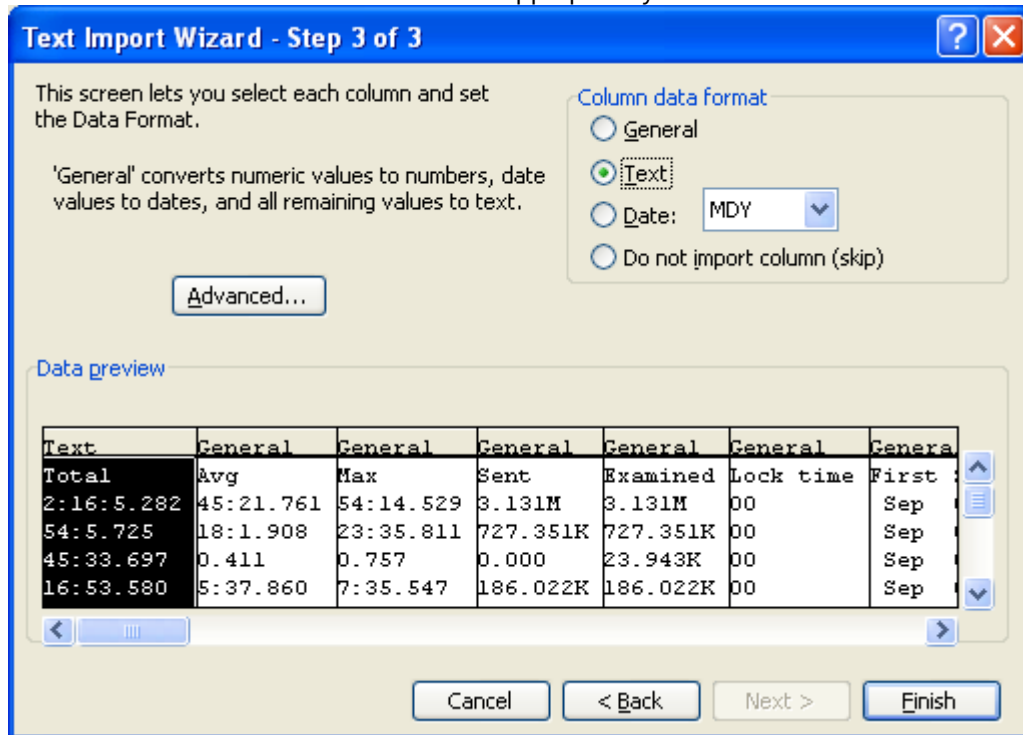 Text Import Wizard - Step 3 of 3
This screen lets you select each column and set
the Data Format.
'General' converts numeric values to numbers, date
values to dates, and all remaining values to text.
Advanced...
Column data format
General
Text
Date: MDY
Do not import column (skip)
Data preview
Text General General General General General Genera
Total Avg Max Sent Examined Lock time First
2:16:5.282 45:21.761 54:14.529 3.131M 3.131M 00 Sep
54:5.725 18:1.908 23:35.811 727.351K 727.351K 00 Sep
45:33.697 0.411 0.757 0.000 23.943K 00 Sep
16:53.580 5:37.860 7:35.547 186.022K 186.022K 00 Sep
Cancel < Back Next > Finish